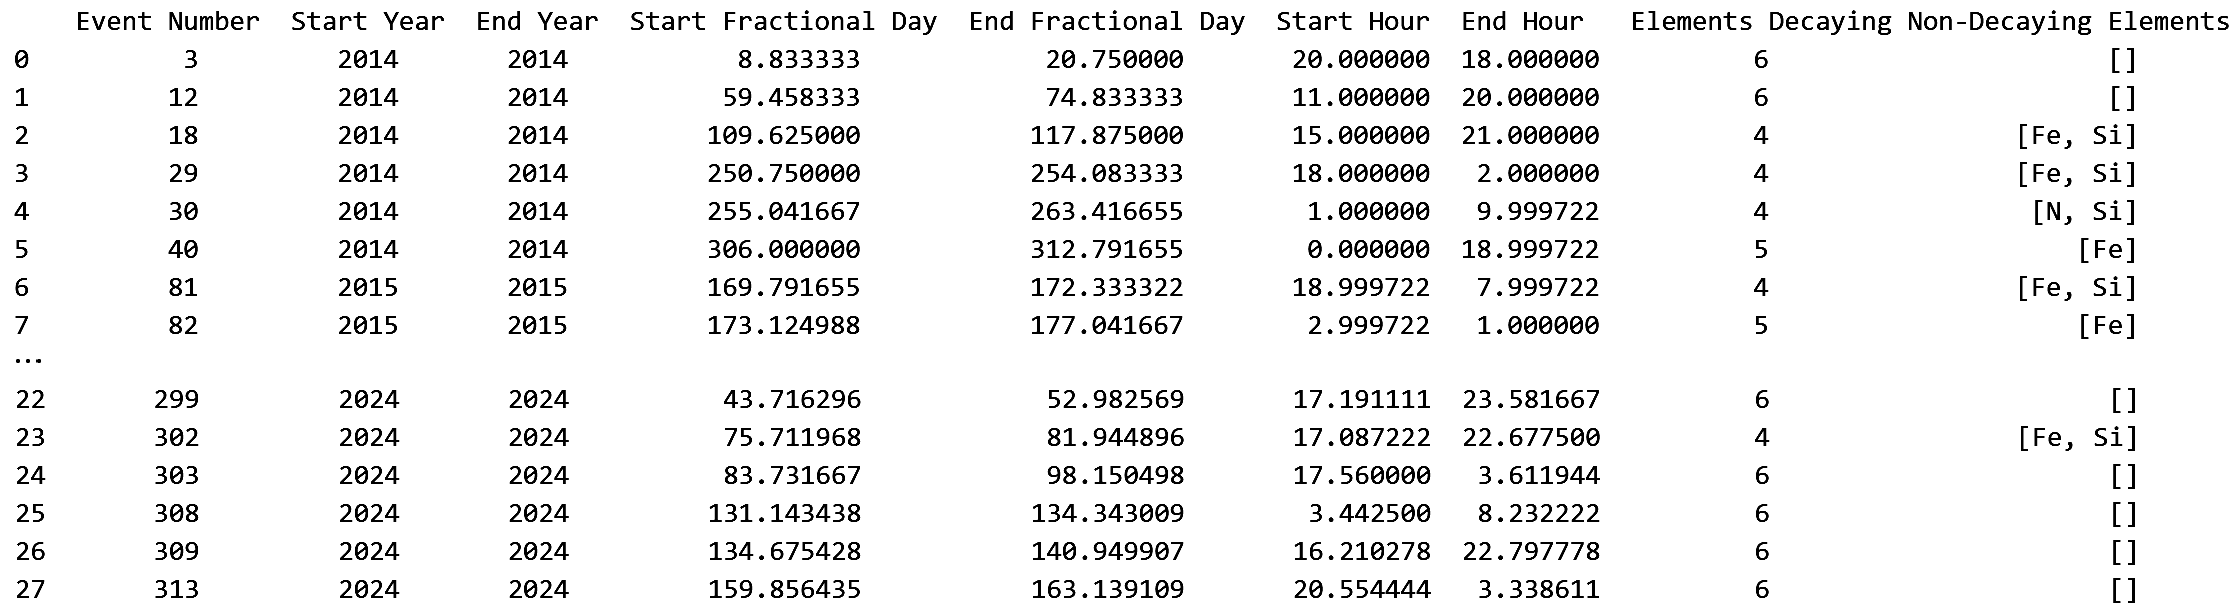 Event Number Start Year End Year Start Fractional Day End Fractional Day Start Hour End Hour Elements Decaying Non-Decaying Elements
0 3 2014 2014 8.833333 20.750000 20.000000 18.000000 6 []
1 12 2014 2014 59.458333 74.833333 11.000000 20.000000 6 []
2 18 2014 2014 109.625000 117.875000 15.000000 21.000000 4 [Fe, Si]
3 29 2014 2014 250.750000 254.083333 18.000000 2.000000 4 [Fe, Si]
4 30 2014 2014 255.041667 263.416655 1.000000 9.999722 4 [N, Si]
5 40 2014 2014 306.000000 312.791655 0.000000 18.999722 5 [Fe]
6 81 2015 2015 169.791655 172.333322 18.999722 7.999722 4 [Fe, Si]
7 82 2015 2015 173.124988 177.041667 2.999722 1.000000 5 [Fe]
...
22 299 2024 2024 43.716296 52.982569 17.191111 23.581667 6 []
23 302 2024 2024 75.711968 81.944896 17.087222 22.677500 4 [Fe, Si]
24 303 2024 2024 83.731667 98.150498 17.560000 3.611944 6 []
25 308 2024 2024 131.143438 134.343009 3.442500 8.232222 6 []
26 309 2024 2024 134.675428 140.949907 16.210278 22.797778 6 []
27 313 2024 2024 159.856435 163.139109 20.554444 3.338611 6 []